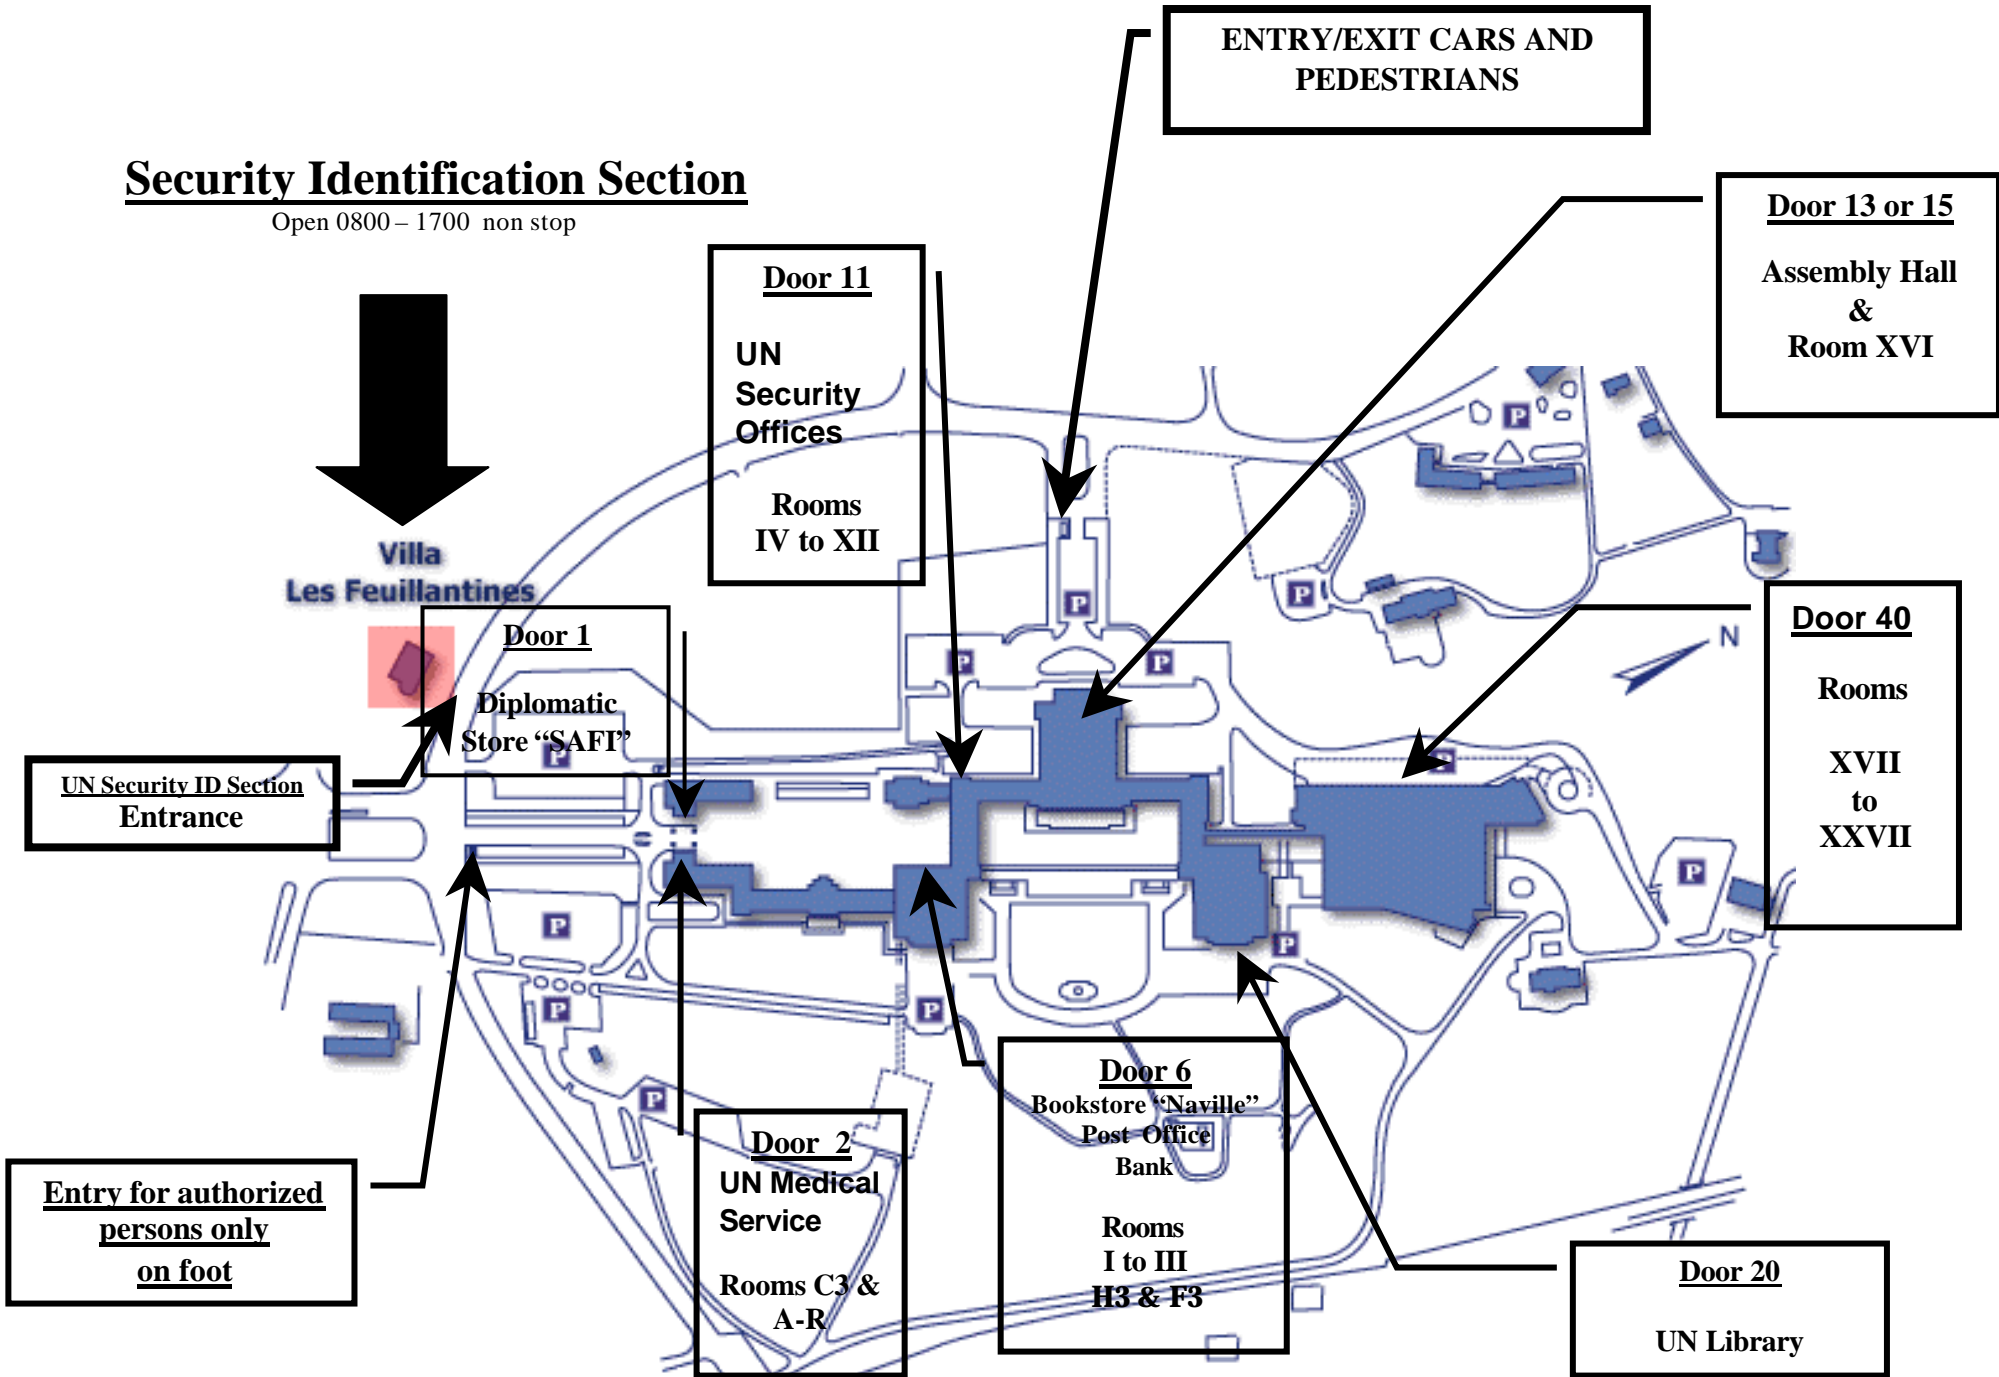 ENTRY/EXIT CARS AND
PEDESTRIANS
Security Identification Section
Open 0800 – 1700 non stop
Door 13 or 15
Assembly Hall
&
Room XVI
Door 11
UN
Security
Offices
Rooms
IV to XII
Villa
Les Feuillantines
Door 1
Diplomatic
Store “SAFI”
Door 40
Rooms
XVII
to
XXVII
N
UN Security ID Section
Entrance
P
P
P
P
P
P
P
P
P
P
P
P
P
Door 6
Bookstore “Naville”
Post Office
Bank
Rooms
I to III
H3 & F3
Door 2
UN Medical
Service
Rooms C3 &
A-R
Entry for authorized
persons only
on foot
Door 20
UN Library